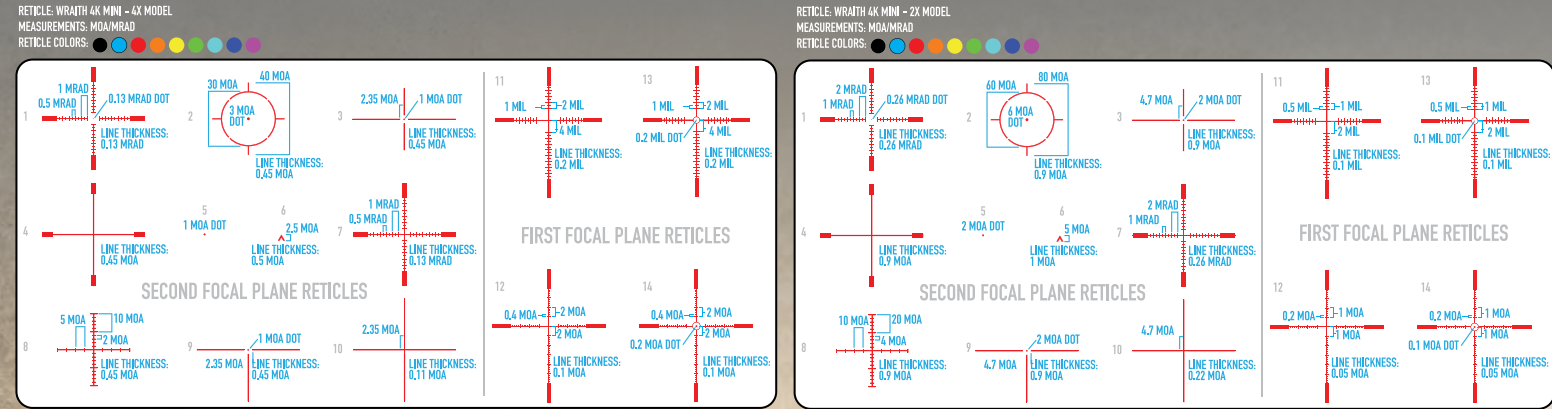 RETICLE: WRAITH 4K MINI - 4X MODEL
MEASUREMENTS: MOA/MRAD
RETICLE COLORS:
1
1 MRAD
0.5 MRAD
0.13 MRAD DOT
LINE THICKNESS:
0.13 MRAD
2
30 MOA
40 MOA
3 MOA
DOT
LINE THICKNESS:
0.45 MOA
3
2.35 MOA
1 MOA DOT
LINE THICKNESS:
0.45 MOA
4
LINE THICKNESS:
0.45 MOA
5
1 MOA DOT
6
2.5 MOA
LINE THICKNESS:
0.5 MOA
7
1 MRAD
0.5 MRAD
LINE THICKNESS:
0.13 MRAD
SECOND FOCAL PLANE RETICLES
8
5 MOA
10 MOA
2 MOA
LINE THICKNESS:
0.45 MOA
9
1 MOA DOT
2.35 MOA
LINE THICKNESS:
0.45 MOA
10
2.35 MOA
LINE THICKNESS:
0.11 MOA
11
1 MIL
2 MIL
4 MIL
LINE THICKNESS:
0.2 MIL
13
1 MIL
2 MIL
4 MIL
0.2 MIL DOT
LINE THICKNESS:
0.2 MIL
FIRST FOCAL PLANE RETICLES
12
0.4 MOA
2 MOA
2 MOA
LINE THICKNESS:
0.1 MOA
14
0.4 MOA
2 MOA
2 MOA
0.2 MOA DOT
LINE THICKNESS:
0.1 MOA
RETICLE: WRAITH 4K MINI - 2X MODEL
MEASUREMENTS: MOA/MRAD
RETICLE COLORS:
1
2 MRAD
1 MRAD
0.26 MRAD DOT
LINE THICKNESS:
0.26 MRAD
2
60 MOA
80 MOA
6 MOA
DOT
LINE THICKNESS:
0.9 MOA
3
4.7 MOA
2 MOA DOT
LINE THICKNESS:
0.9 MOA
4
LINE THICKNESS:
0.9 MOA
5
2 MOA DOT
6
5 MOA
LINE THICKNESS:
1 MOA
7
2 MRAD
1 MRAD
LINE THICKNESS:
0.26 MRAD
SECOND FOCAL PLANE RETICLES
8
10 MOA
20 MOA
4 MOA
LINE THICKNESS:
0.9 MOA
9
2 MOA DOT
4.7 MOA
LINE THICKNESS:
0.9 MOA
10
4.7 MOA
LINE THICKNESS:
0.22 MOA
11
0.5 MIL
1 MIL
2 MIL
LINE THICKNESS:
0.1 MIL
13
0.5 MIL
1 MIL
2 MIL
0.1 MIL DOT
LINE THICKNESS:
0.1 MIL
FIRST FOCAL PLANE RETICLES
12
0.2 MOA
1 MOA
1 MOA
LINE THICKNESS:
0.05 MOA
14
0.2 MOA
1 MOA
1 MOA
0.1 MOA DOT
LINE THICKNESS:
0.05 MOA